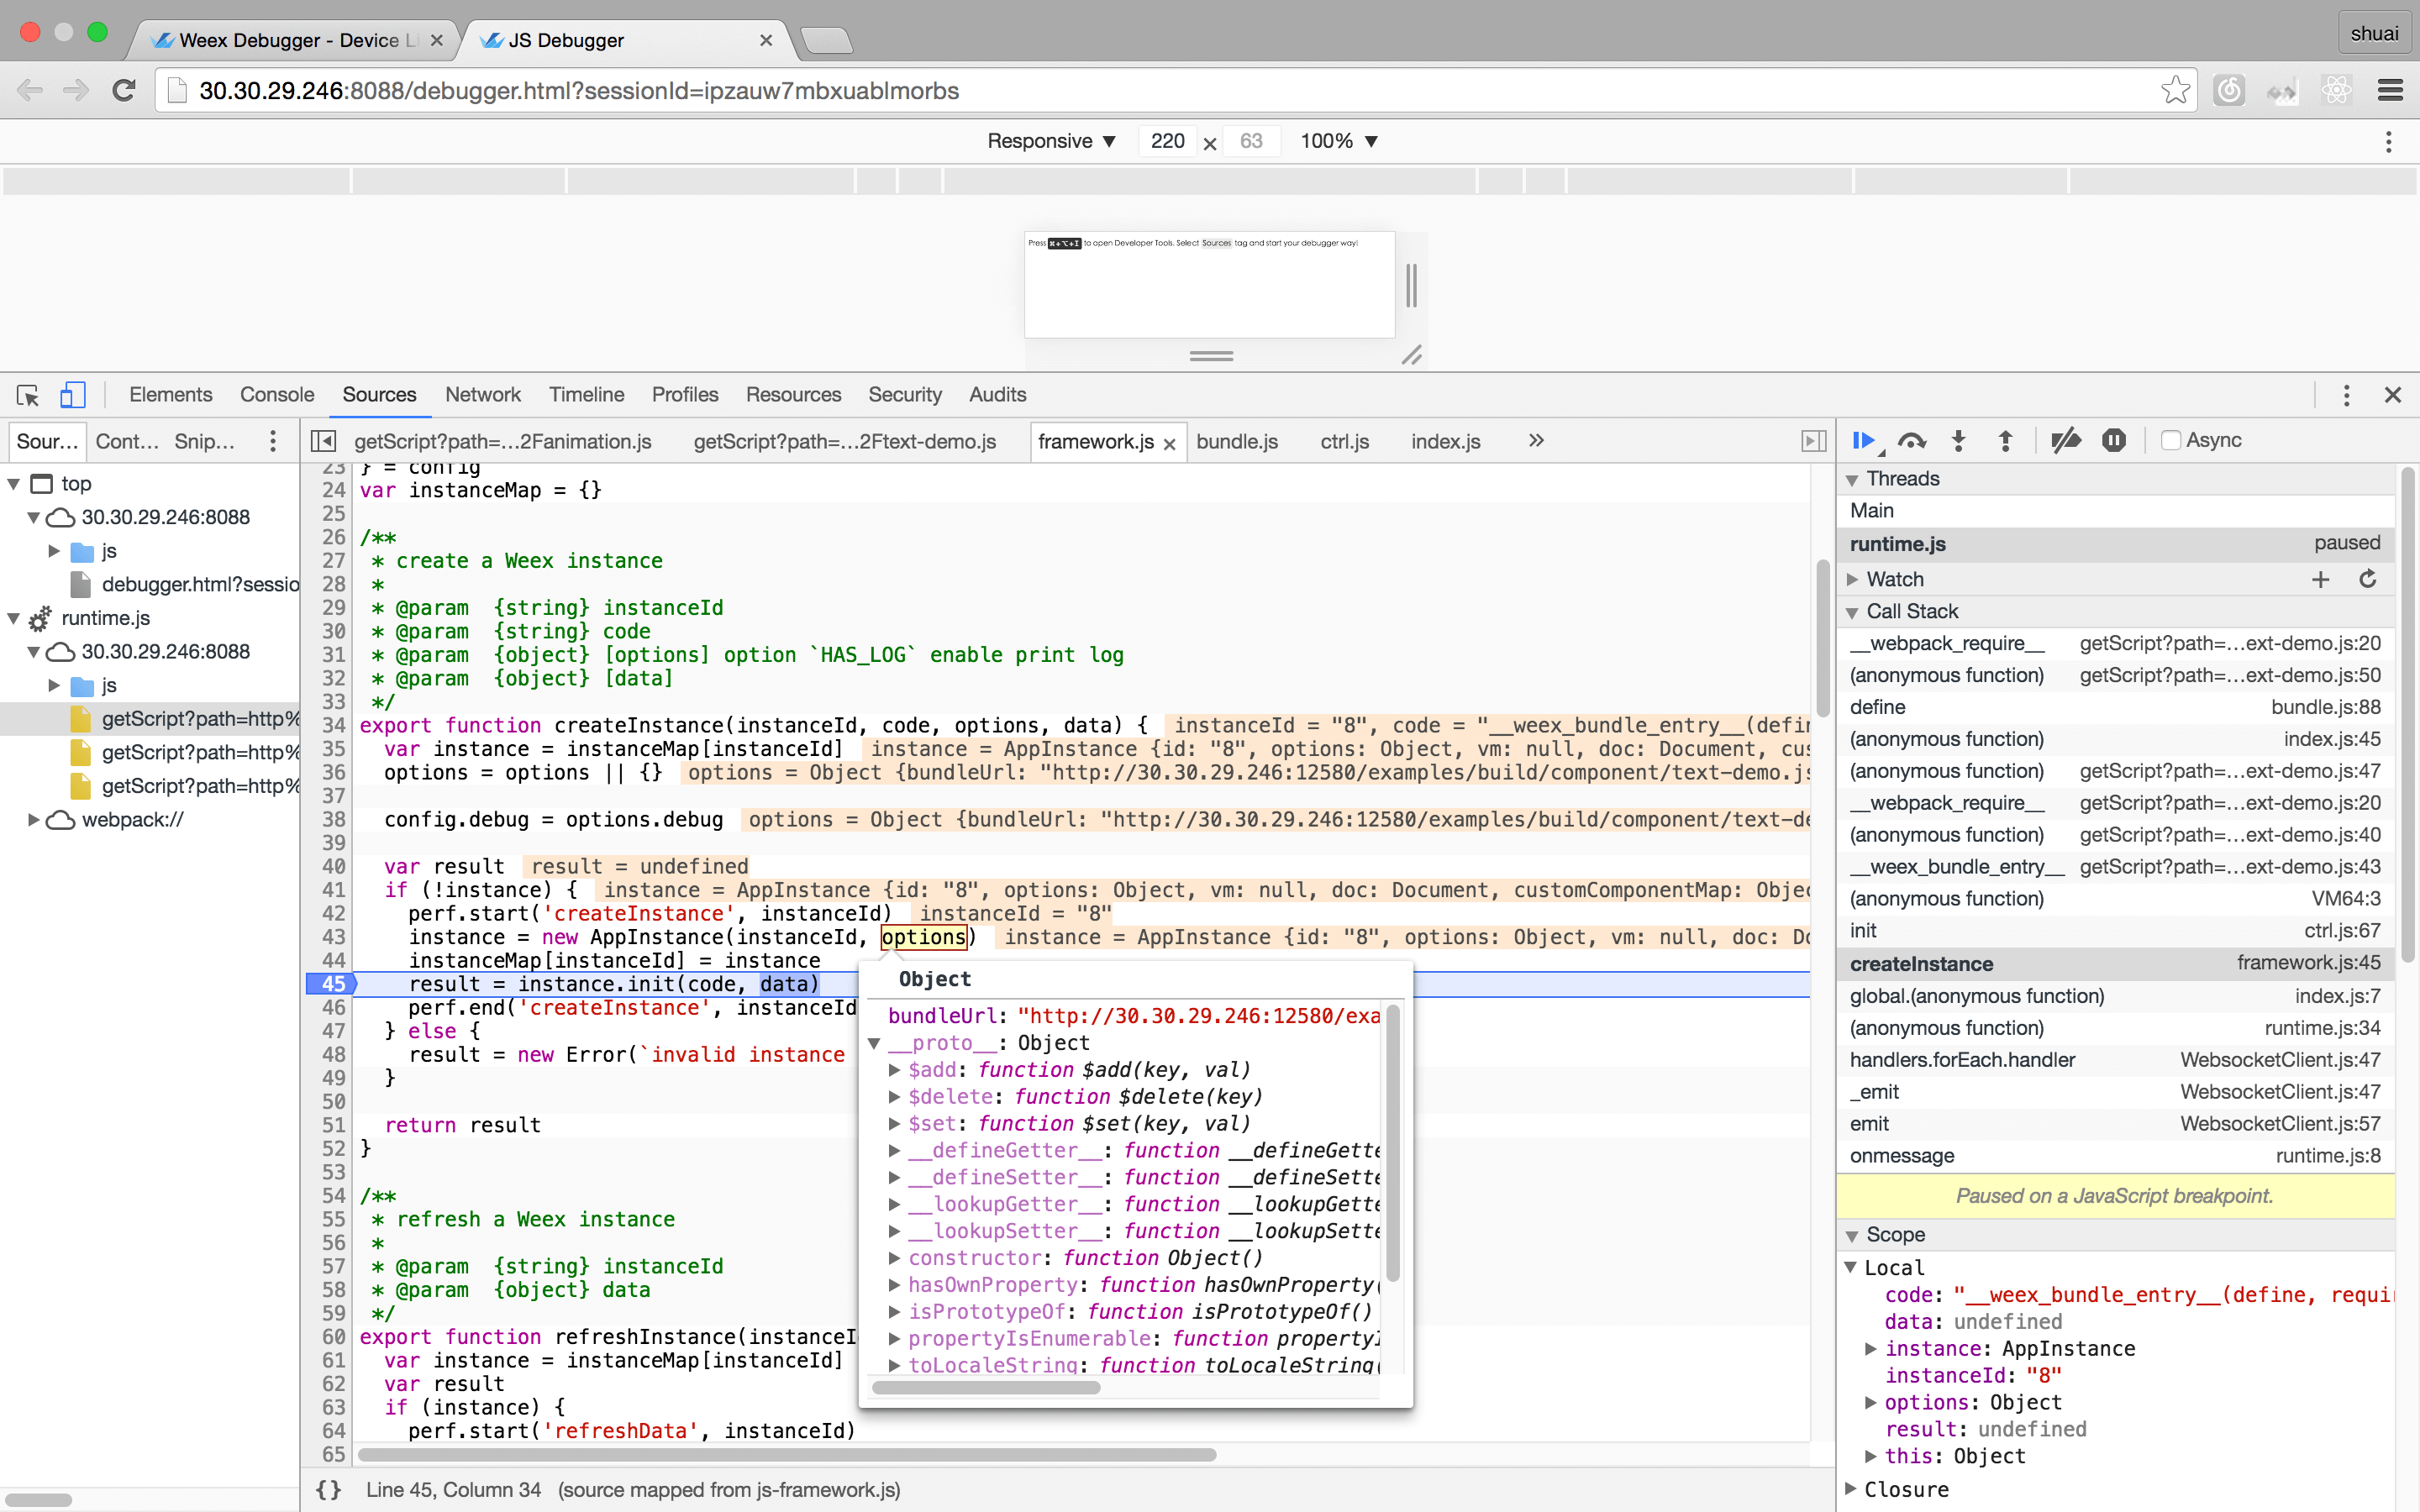 Weex Debugger - Device Li
JS Debugger
shuai
30.30.29.246:8088/debugger.html?sessionId=ipzauw7mbxuablmorbs
Responsive ▼ 220 × 63 100% ▼
Press ⌘+⌥+I to open Developer Tools. Select Sources tag and start your debugger way!
Elements Console Sources Network Timeline Profiles Resources Security Audits
Sour... Cont... Snip...
top
30.30.29.246:8088
js
debugger.html?sessio
runtime.js
30.30.29.246:8088
js
getScript?path=http%
getScript?path=http%
getScript?path=http%
webpack://
getScript?path=...2Fanimation.js getScript?path=...2Ftext-demo.js framework.js × bundle.js ctrl.js index.js »
23 } = config
24 var instanceMap = {}
25
26 /**
27  * create a Weex instance
28  *
29  * @param  {string} instanceId
30  * @param  {string} code
31  * @param  {object} [options] option `HAS_LOG` enable print log
32  * @param  {object} [data]
33  */
34 export function createInstance(instanceId, code, options, data) { instanceId = "8", code = "__weex_bundle_entry__(defin
35   var instance = instanceMap[instanceId] instance = AppInstance {id: "8", options: Object, vm: null, doc: Document, cus
36   options = options || {} options = Object {bundleUrl: "http://30.30.29.246:12580/examples/build/component/text-demo.js
37
38   config.debug = options.debug options = Object {bundleUrl: "http://30.30.29.246:12580/examples/build/component/text-de
39
40   var result result = undefined
41   if (!instance) { instance = AppInstance {id: "8", options: Object, vm: null, doc: Document, customComponentMap: Objec
42     perf.start('createInstance', instanceId) instanceId = "8"
43     instance = new AppInstance(instanceId, options) instance = AppInstance {id: "8", options: Object, vm: null, doc: Do
44     instanceMap[instanceId] = instance
45     result = instance.init(code, data)
46     perf.end('createInstance', instanceId
47   } else {
48     result = new Error(`invalid instance
49   }
50
51   return result
52 }
53
54 /**
55  * refresh a Weex instance
56  *
57  * @param  {string} instanceId
58  * @param  {object} data
59  */
60 export function refreshInstance(instanceI
61   var instance = instanceMap[instanceId]
62   var result
63   if (instance) {
64     perf.start('refreshData', instanceId)
65
Object
bundleUrl: "http://30.30.29.246:12580/exa
__proto__: Object
$add: function $add(key, val)
$delete: function $delete(key)
$set: function $set(key, val)
__defineGetter__: function __defineGette
__defineSetter__: function __defineSette
__lookupGetter__: function __lookupGette
__lookupSetter__: function __lookupSette
constructor: function Object()
hasOwnProperty: function hasOwnProperty(
isPrototypeOf: function isPrototypeOf()
propertyIsEnumerable: function propertyI
toLocaleString: function toLocaleString(
{} Line 45, Column 34 (source mapped from js-framework.js)
Async
Threads
Main
runtime.js paused
Watch
Call Stack
__webpack_require__ getScript?path=...ext-demo.js:20
(anonymous function) getScript?path=...ext-demo.js:50
define bundle.js:88
(anonymous function) index.js:45
(anonymous function) getScript?path=...ext-demo.js:47
__webpack_require__ getScript?path=...ext-demo.js:20
(anonymous function) getScript?path=...ext-demo.js:40
__weex_bundle_entry__ getScript?path=...ext-demo.js:43
(anonymous function) VM64:3
init ctrl.js:67
createInstance framework.js:45
global.(anonymous function) index.js:7
(anonymous function) runtime.js:34
handlers.forEach.handler WebsocketClient.js:47
_emit WebsocketClient.js:47
emit WebsocketClient.js:57
onmessage runtime.js:8
Paused on a JavaScript breakpoint.
Scope
Local
code: "__weex_bundle_entry__(define, requi
data: undefined
instance: AppInstance
instanceId: "8"
options: Object
result: undefined
this: Object
Closure